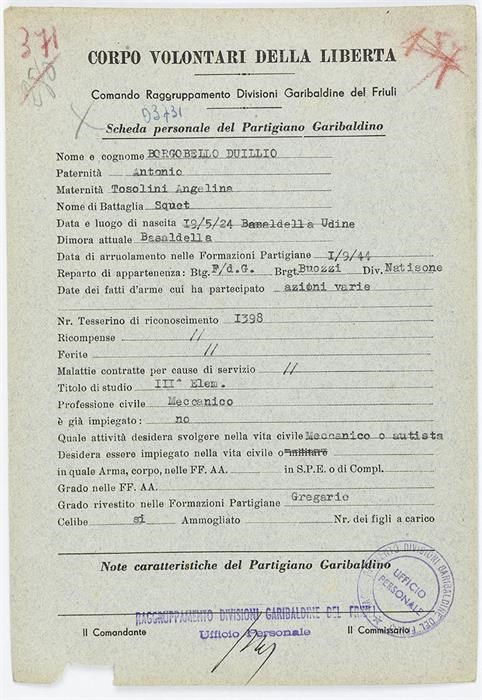 371
CORPO VOLONTARI DELLA LIBERTA
Comando Raggruppamento Divisioni Garibaldine del Friuli
Scheda personale del Partigiano Garibaldino
Nome e cognome BORGOBELLO DUILLIO
Paternità Antonio
Maternità Tosolini Angelina
Nome di Battaglia Squet
Data e luogo di nascita I9/5/24 Basaldella Udine
Dimora attuale Basaldella
Data di arruolamento nelle Formazioni Partigiane I/9/44
Reparto di appartenenza: Btg. F/d.G. Brgt. Buozzi Div. Natisone
Date dei fatti d'arme cui ha partecipato azioni varie
Nr. Tesserino di riconoscimento I398
Ricompense //
Ferite //
Malattie contratte per cause di servizio //
Titolo di studio III^ Elem.
Professione civile Meccanico
è già impiegato: no
Quale attività desidera svolgere nella vita civile Meccanico o autista
Desidera essere impiegato nella vita civile o militare
in quale Arma, corpo, nelle FF. AA. in S.P.E. o di Compl.
Grado nelle FF. AA.
Grado rivestito nelle Formazioni Partigiane Gregario
Celibe si Ammogliato Nr. dei figli a carico
Note caratteristiche del Partigiano Garibaldino
RAGGRUPPAMENTO DIVISIONI GARIBALDINE DEL FRIULI
Il Comandante Ufficio Personale Il Commissario
UFFICIO
PERSONALE